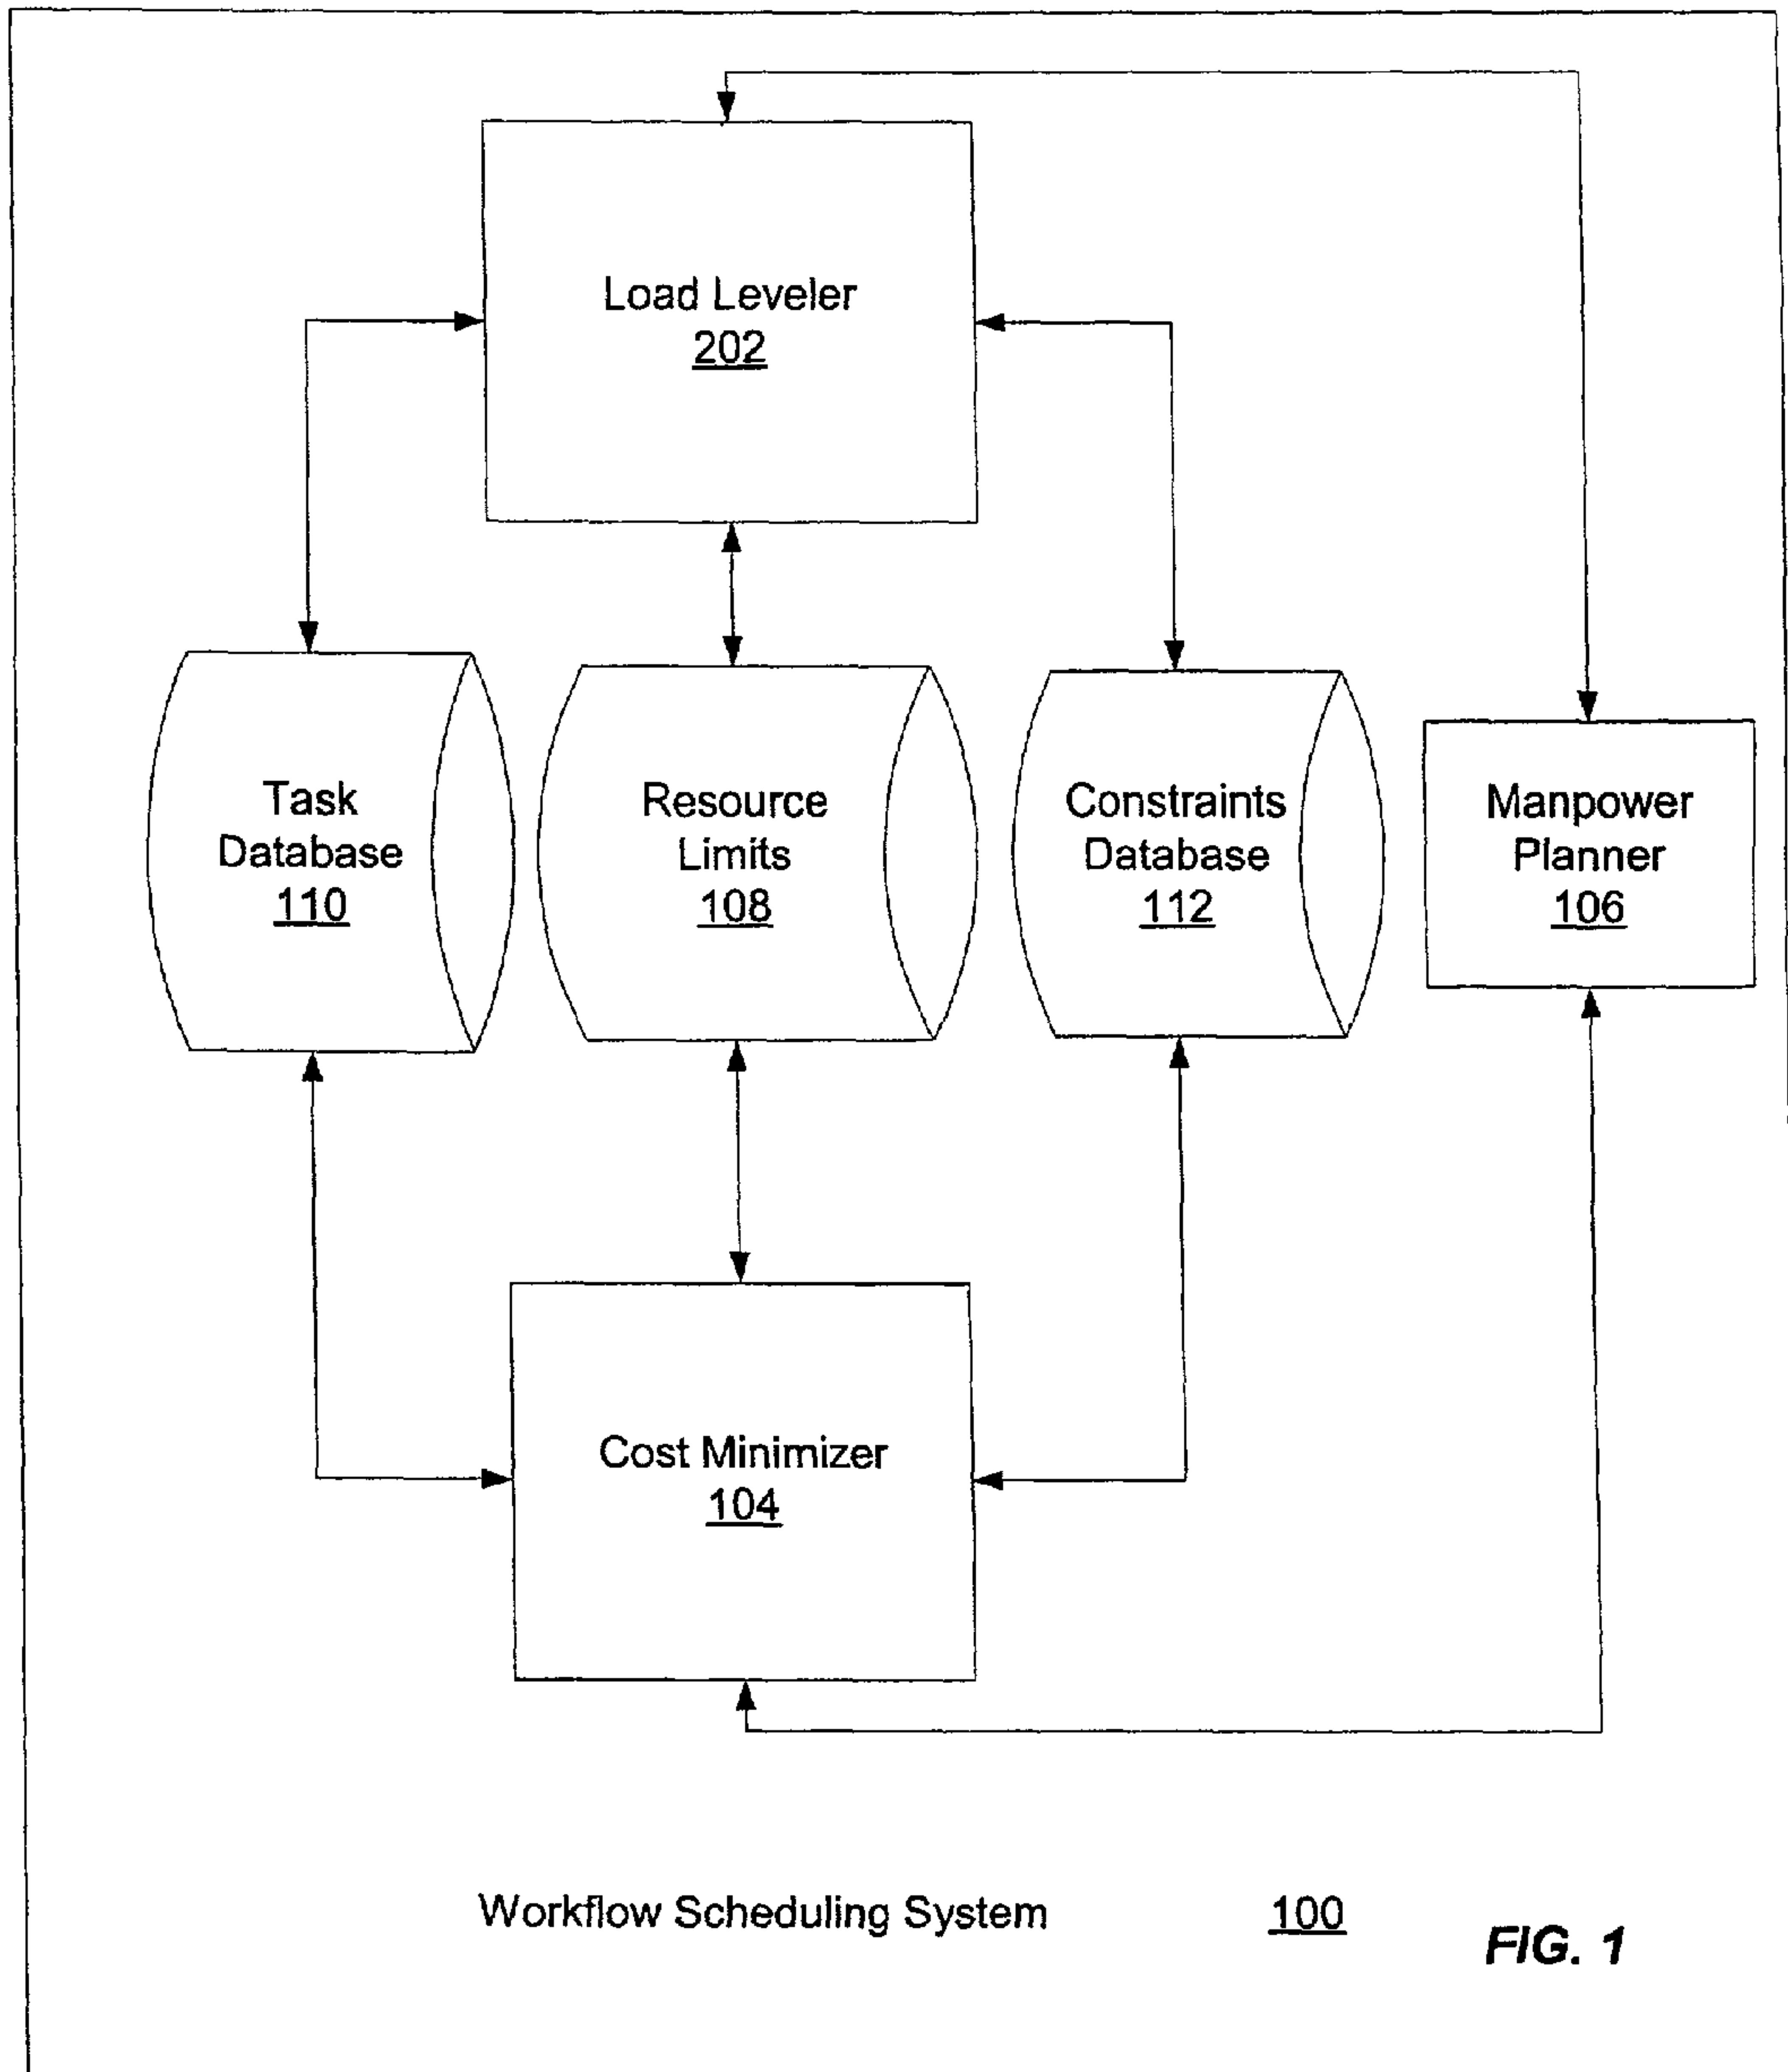 Load Leveler
202
Task
Database
110
Resource
Limits
108
Constraints
Database
112
Manpower
Planner
106
Cost Minimizer
104
Workflow Scheduling System 100
FIG. 1